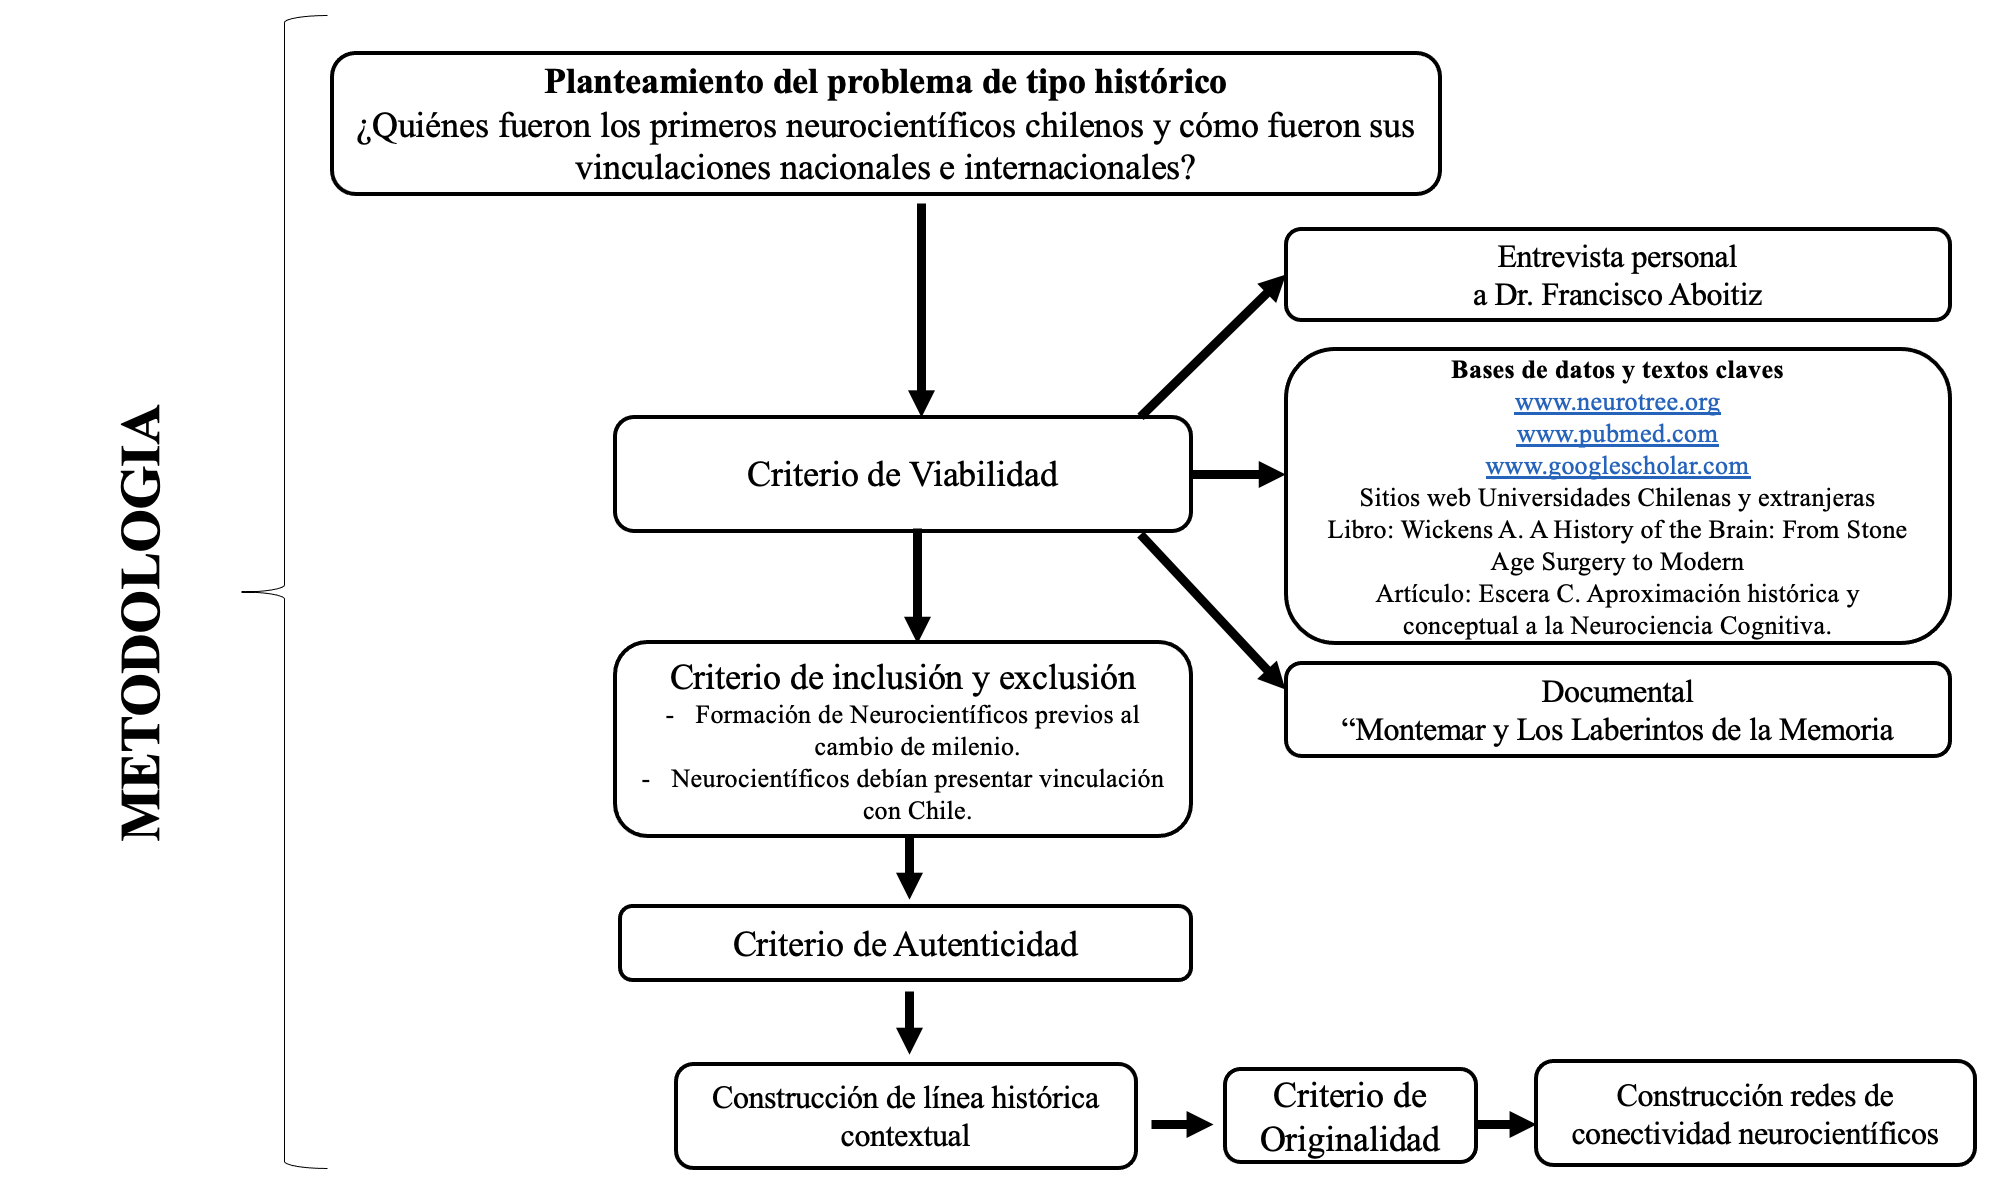 METODOLOGIA
Planteamiento del problema de tipo histórico
¿Quiénes fueron los primeros neurocientíficos chilenos y cómo fueron sus
vinculaciones nacionales e internacionales?
Entrevista personal
a Dr. Francisco Aboitiz
Criterio de Viabilidad
Bases de datos y textos claves
www.neurotree.org
www.pubmed.com
www.googlescholar.com
Sitios web Universidades Chilenas y extranjeras
Libro: Wickens A. A History of the Brain: From Stone
Age Surgery to Modern
Artículo: Escera C. Aproximación histórica y
conceptual a la Neurociencia Cognitiva.
Documental
“Montemar y Los Laberintos de la Memoria
Criterio de inclusión y exclusión
- Formación de Neurocientíficos previos al
cambio de milenio.
- Neurocientíficos debían presentar vinculación
con Chile.
Criterio de Autenticidad
Construcción de línea histórica
contextual
Criterio de
Originalidad
Construcción redes de
conectividad neurocientíficos